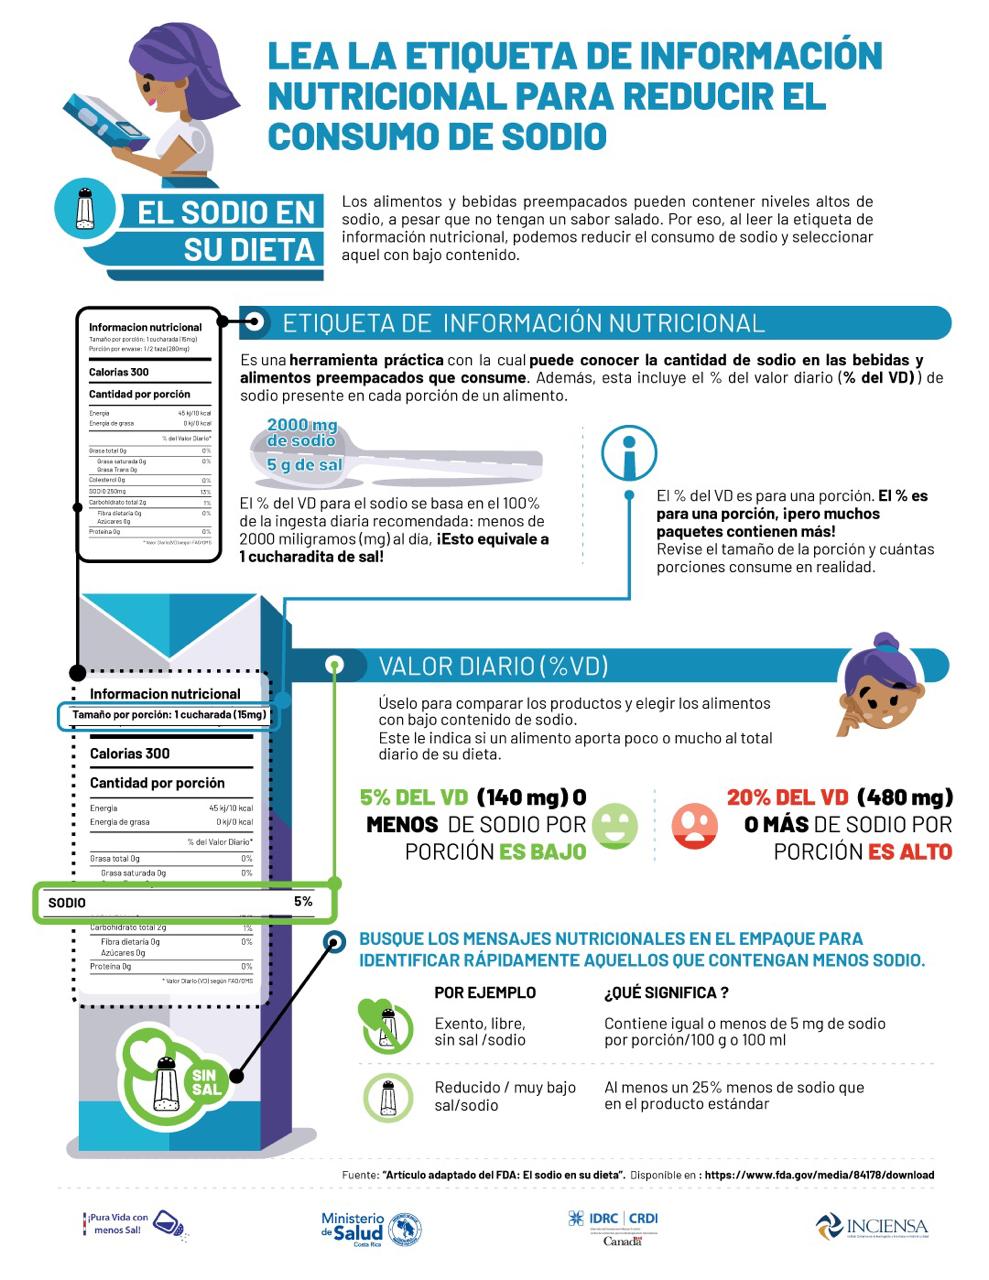 LEA LA ETIQUETA DE INFORMACIÓN
NUTRICIONAL PARA REDUCIR EL
CONSUMO DE SODIO
EL SODIO EN
SU DIETA
Los alimentos y bebidas preempacados pueden contener niveles altos de
sodio, a pesar que no tengan un sabor salado. Por eso, al leer la etiqueta de
información nutricional, podemos reducir el consumo de sodio y seleccionar
aquel con bajo contenido.
Informacion nutricional
Tamaño por porción: 1 cucharada (15mg)
Porción por envase: 1/2 taza (280mg)
Calorías 300
Cantidad por porción
Energía 45 kj/10 kcal
Energía de grasa 0 kj/0 kcal
% del Valor Diario*
Grasa total 0g 0%
Grasa saturada 0g 0%
Grasa Trans 0g
Colesterol 0g 0%
SODIO 250mg 13%
Carbohidrato total 2g 1%
Fibra dietaria 0g 0%
Azúcares 0g
Proteína 0g 0%
* Valor Diario (VD) según FAO/OMS
ETIQUETA DE INFORMACIÓN NUTRICIONAL
Es una herramienta práctica con la cual puede conocer la cantidad de sodio en las bebidas y
alimentos preempacados que consume. Además, esta incluye el % del valor diario (% del VD) ) de
sodio presente en cada porción de un alimento.
2000 mg
de sodio
5 g de sal
El % del VD para el sodio se basa en el 100%
de la ingesta diaria recomendada: menos de
2000 miligramos (mg) al día, ¡Esto equivale a
1 cucharadita de sal!
El % del VD es para una porción. El % es
para una porción, ¡pero muchos
paquetes contienen más!
Revise el tamaño de la porción y cuántas
porciones consume en realidad.
Informacion nutricional
Tamaño por porción: 1 cucharada (15mg)
Calorías 300
Cantidad por porción
Energía 45 kj/10 kcal
Energía de grasa 0 kj/0 kcal
% del Valor Diario*
Grasa total 0g 0%
Grasa saturada 0g 0%
SODIO 5%
Carbohidrato total 2g 1%
Fibra dietaria 0g 0%
Azúcares 0g
Proteína 0g 0%
* Valor Diario (VD) según FAO/OMS
SIN
SAL
VALOR DIARIO (%VD)
Úselo para comparar los productos y elegir los alimentos
con bajo contenido de sodio.
Este le indica si un alimento aporta poco o mucho al total
diario de su dieta.
5% DEL VD (140 mg) O
MENOS DE SODIO POR
PORCIÓN ES BAJO
20% DEL VD (480 mg)
O MÁS DE SODIO POR
PORCIÓN ES ALTO
BUSQUE LOS MENSAJES NUTRICIONALES EN EL EMPAQUE PARA
IDENTIFICAR RÁPIDAMENTE AQUELLOS QUE CONTENGAN MENOS SODIO.
POR EJEMPLO ¿QUÉ SIGNIFICA ?
Exento, libre, Contiene igual o menos de 5 mg de sodio
sin sal /sodio por porción/100 g o 100 ml
Reducido / muy bajo Al menos un 25% menos de sodio que
sal/sodio en el producto estándar
Fuente: "Artículo adaptado del FDA: El sodio en su dieta". Disponible en : https://www.fda.gov/media/84178/download
¡Pura Vida con
menos Sal!
Ministerio
de Salud
Costa Rica
IDRC | CRDI
Canada
INCIENSA